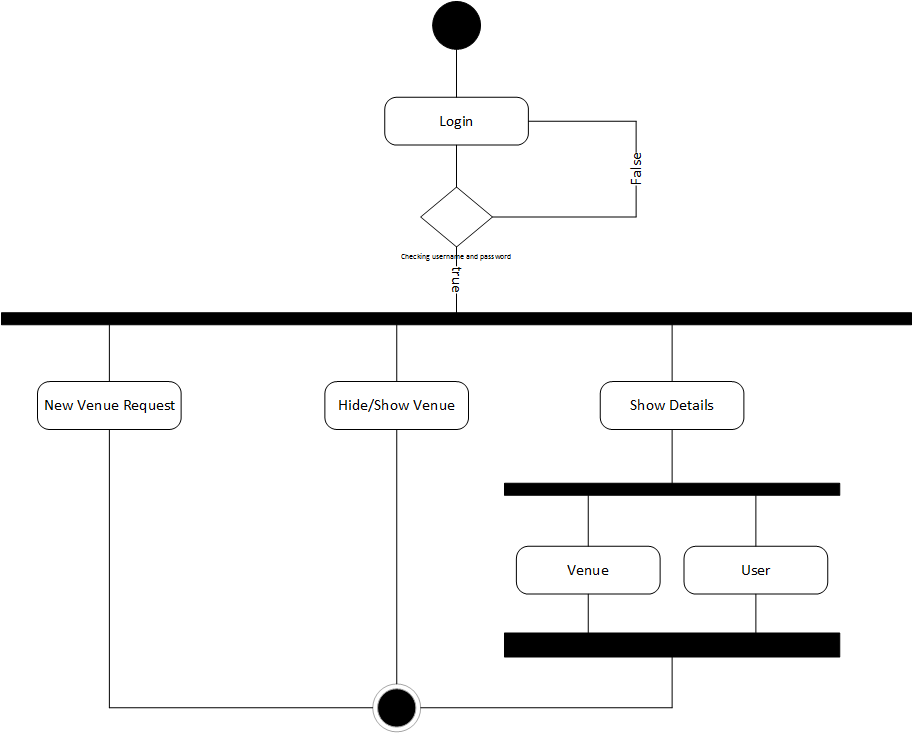 Login
False
Checking username and password
true
New Venue Request
Hide/Show Venue
Show Details
Venue
User